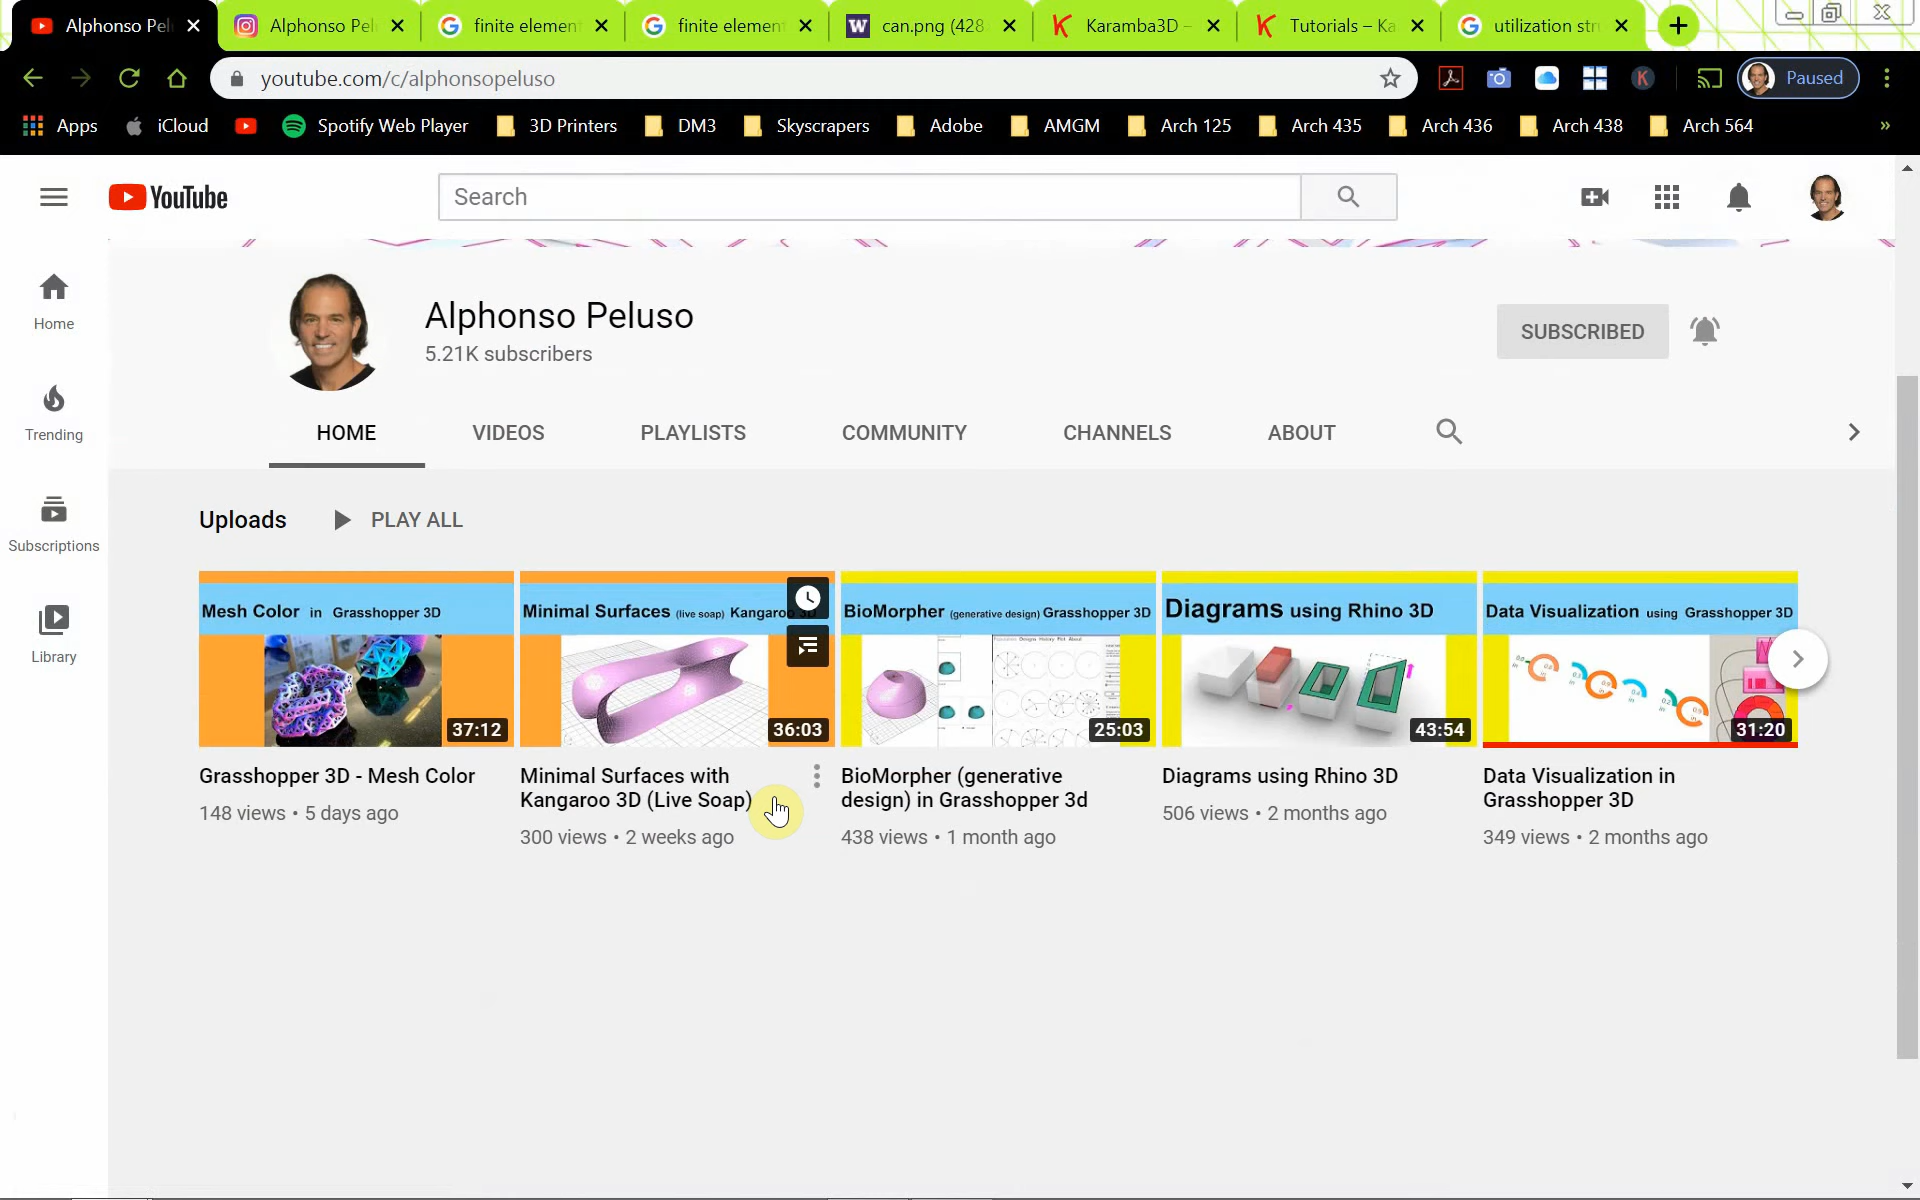 Alphonso Pel
Alphonso Pel
finite elemen
finite elemen
can.png (428
Karamba3D –
Tutorials – Ka
utilization str
youtube.com/c/alphonsopeluso
Paused
Apps
iCloud
Spotify Web Player
3D Printers
DM3
Skyscrapers
Adobe
AMGM
Arch 125
Arch 435
Arch 436
Arch 438
Arch 564
»
YouTube
Search
Home
Trending
Subscriptions
Library
Alphonso Peluso
5.21K subscribers
SUBSCRIBED
HOME
VIDEOS
PLAYLISTS
COMMUNITY
CHANNELS
ABOUT
Uploads
PLAY ALL
Mesh Color in Grasshopper 3D
37:12
Grasshopper 3D - Mesh Color
148 views • 5 days ago
Minimal Surfaces (live soap) Kangaroo 3D
36:03
Minimal Surfaces with
Kangaroo 3D (Live Soap)
300 views • 2 weeks ago
BioMorpher (generative design) Grasshopper 3D
25:03
BioMorpher (generative
design) in Grasshopper 3d
438 views • 1 month ago
Diagrams using Rhino 3D
43:54
Diagrams using Rhino 3D
506 views • 2 months ago
Data Visualization using Grasshopper 3D
31:20
Data Visualization in
Grasshopper 3D
349 views • 2 months ago